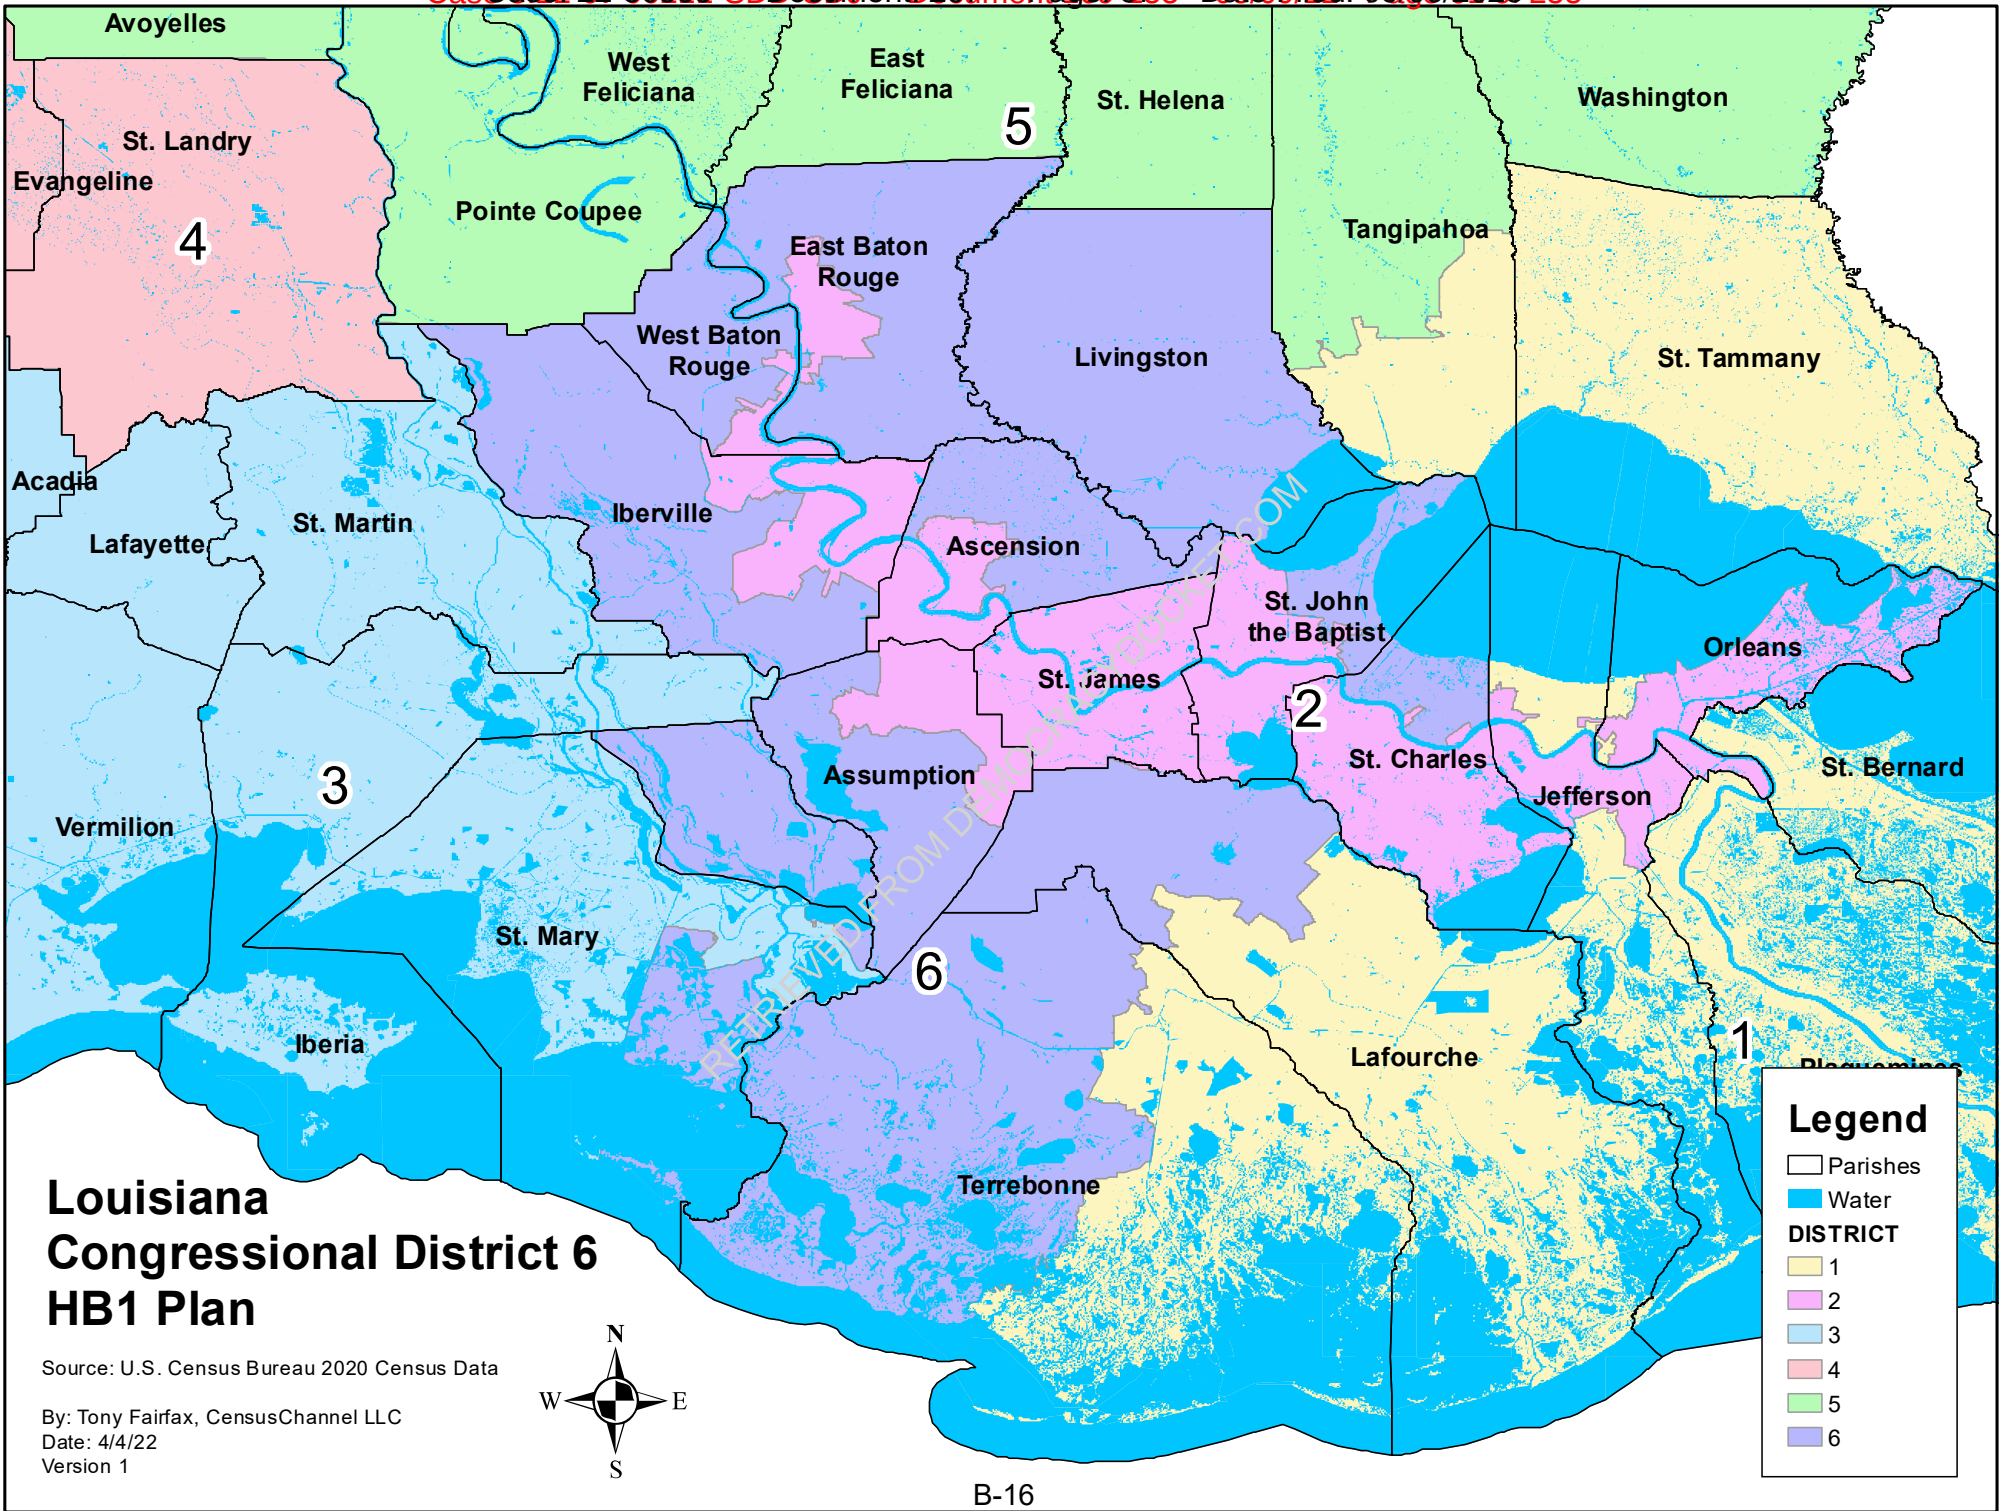 Avoyelles
West
Feliciana
East
Feliciana
St. Helena
Washington
5
St. Landry
Evangeline
4
Pointe Coupee
Tangipahoa
East Baton
Rouge
West Baton
Rouge
Livingston
St. Tammany
Acadia
Lafayette
St. Martin
Iberville
Ascension
St. John
the Baptist
Orleans
St. James
2
St. Charles
St. Bernard
Assumption
Jefferson
3
Vermilion
St. Mary
6
Iberia
Lafourche
1
Plaquemines
Terrebonne
RETRIEVED FROM DEMOCRACYDOCKET.COM
Legend
Parishes
Water
DISTRICT
1
2
3
4
5
6
Louisiana
Congressional District 6
HB1 Plan
Source: U.S. Census Bureau 2020 Census Data
By: Tony Fairfax, CensusChannel LLC
Date: 4/4/22
Version 1
N
W
E
S
B-16